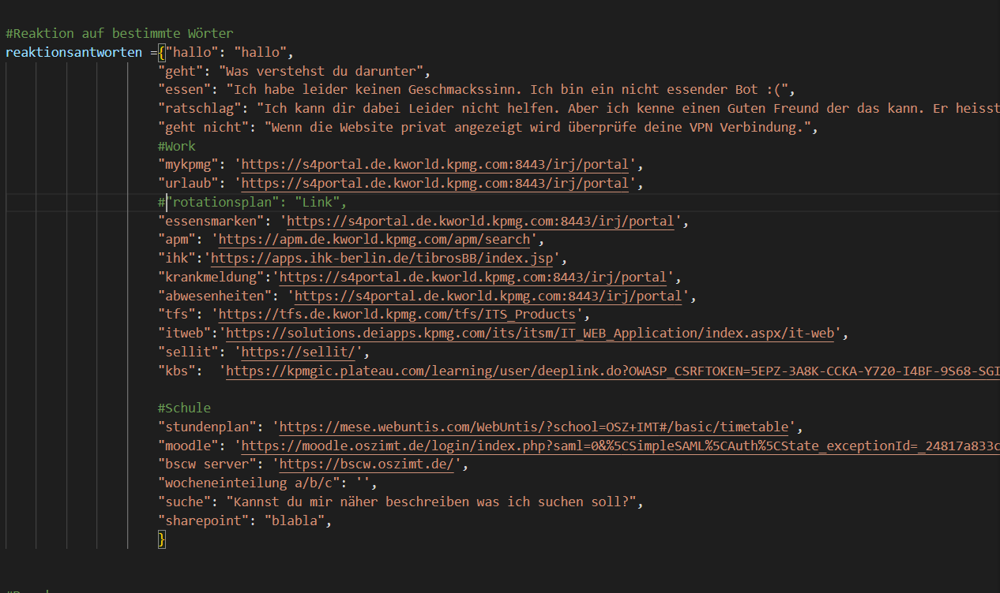 #Reaktion auf bestimmte Wörter
reaktionsantworten ={"hallo": "hallo",
"geht": "Was verstehst du darunter",
"essen": "Ich habe leider keinen Geschmackssinn. Ich bin ein nicht essender Bot :(",
"ratschlag": "Ich kann dir dabei Leider nicht helfen. Aber ich kenne einen Guten Freund der das kann. Er heisst
"geht nicht": "Wenn die Website privat angezeigt wird überprüfe deine VPN Verbindung.",
#Work
"mykpmg": 'https://s4portal.de.kworld.kpmg.com:8443/irj/portal',
"urlaub": 'https://s4portal.de.kworld.kpmg.com:8443/irj/portal',
#"rotationsplan": "Link",
"essensmarken": 'https://s4portal.de.kworld.kpmg.com:8443/irj/portal',
"apm": 'https://apm.de.kworld.kpmg.com/apm/search',
"ihk":'https://apps.ihk-berlin.de/tibrosBB/index.jsp',
"krankmeldung":'https://s4portal.de.kworld.kpmg.com:8443/irj/portal',
"abwesenheiten": 'https://s4portal.de.kworld.kpmg.com:8443/irj/portal',
"tfs": 'https://tfs.de.kworld.kpmg.com/tfs/ITS_Products',
"itweb":'https://solutions.deiapps.kpmg.com/its/itsm/IT_WEB_Application/index.aspx/it-web',
"sellit": 'https://sellit/',
"kbs":  'https://kpmgic.plateau.com/learning/user/deeplink.do?OWASP_CSRFTOKEN=5EPZ-3A8K-CCKA-Y720-I4BF-9S68-SGI
#Schule
"stundenplan": 'https://mese.webuntis.com/WebUntis/?school=OSZ+IMT#/basic/timetable',
"moodle": 'https://moodle.oszimt.de/login/index.php?saml=0&%5CSimpleSAML%5CAuth%5CState_exceptionId=_24817a833c
"bscw server": 'https://bscw.oszimt.de/',
"wocheneinteilung a/b/c": '',
"suche": "Kannst du mir näher beschreiben was ich suchen soll?",
"sharepoint": "blabla",
}